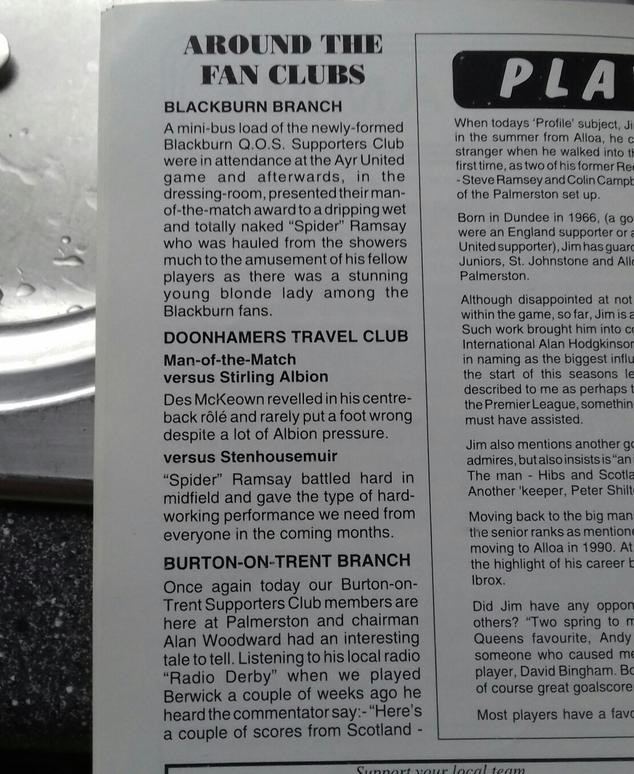 AROUND THE
FAN CLUBS
BLACKBURN BRANCH
A mini-bus load of the newly-formed
Blackburn Q.O.S. Supporters Club
were in attendance at the Ayr United
game and afterwards, in the
dressing-room, presented their man-
of-the-match award to a dripping wet
and totally naked “Spider” Ramsay
who was hauled from the showers
much to the amusement of his fellow
players as there was a stunning
young blonde lady among the
Blackburn fans.
DOONHAMERS TRAVEL CLUB
Man-of-the-Match
versus Stirling Albion
Des McKeown revelled in his centre-
back rôlé and rarely put a foot wrong
despite a lot of Albion pressure.
versus Stenhousemuir
“Spider” Ramsay battled hard in
midfield and gave the type of hard-
working performance we need from
everyone in the coming months.
BURTON-ON-TRENT BRANCH
Once again today our Burton-on-
Trent Supporters Club members are
here at Palmerston and chairman
Alan Woodward had an interesting
tale to tell. Listening to his local radio
“Radio Derby” when we played
Berwick a couple of weeks ago he
heard the commentator say:- “Here's
a couple of scores from Scotland -
PLA
When todays ‘Profile’ subject,
in the summer from Alloa, he
stranger when he walked into
first time, as two of his former
- Steve Ramsey and Colin
of the Palmerston set up.
Born in Dundee in 1966, (a
were an England supporter or
United supporter), Jim has
Juniors, St. Johnstone and
Palmerston.
Although disappointed at not
within the game, so far, Jim is
Such work brought him into
International Alan Hodgkinson
in naming as the biggest
the start of this seasons
described to me as perhaps
the Premier League,
must have assisted.
Jim also mentions another
admires, but also insists is “an
The man - Hibs and
Another 'keeper, Peter
Moving back to the big man
the senior ranks as
moving to Alloa in 1990. At
the highlight of his career
Ibrox.
Did Jim have any
others? “Two spring to
Queens favourite, Andy
someone who caused
player, David Bingham.
of course great
Most players have a
Support your local team